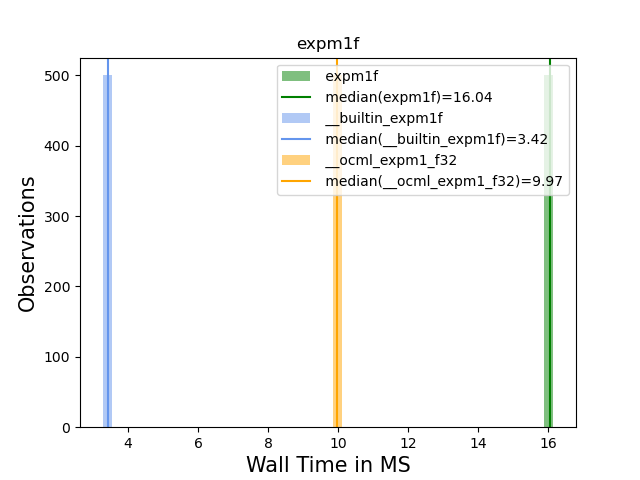 expm1f
500
400
300
200
100
0
Observations
expm1f
median(expm1f)=16.04
__builtin_expm1f
median(__builtin_expm1f)=3.42
__ocml_expm1_f32
median(__ocml_expm1_f32)=9.97
4 6 8 10 12 14 16
Wall Time in MS